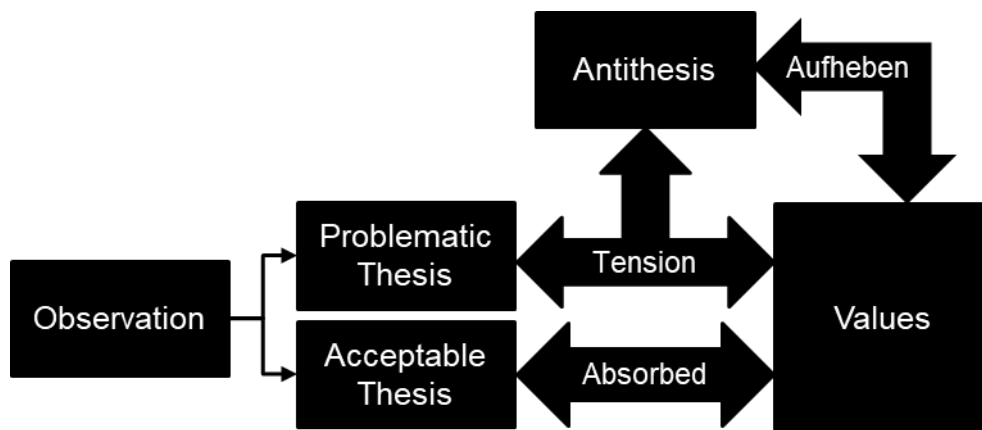 Antithesis
Aufheben
Problematic
Thesis
Tension
Observation
Values
Acceptable
Thesis
Absorbed